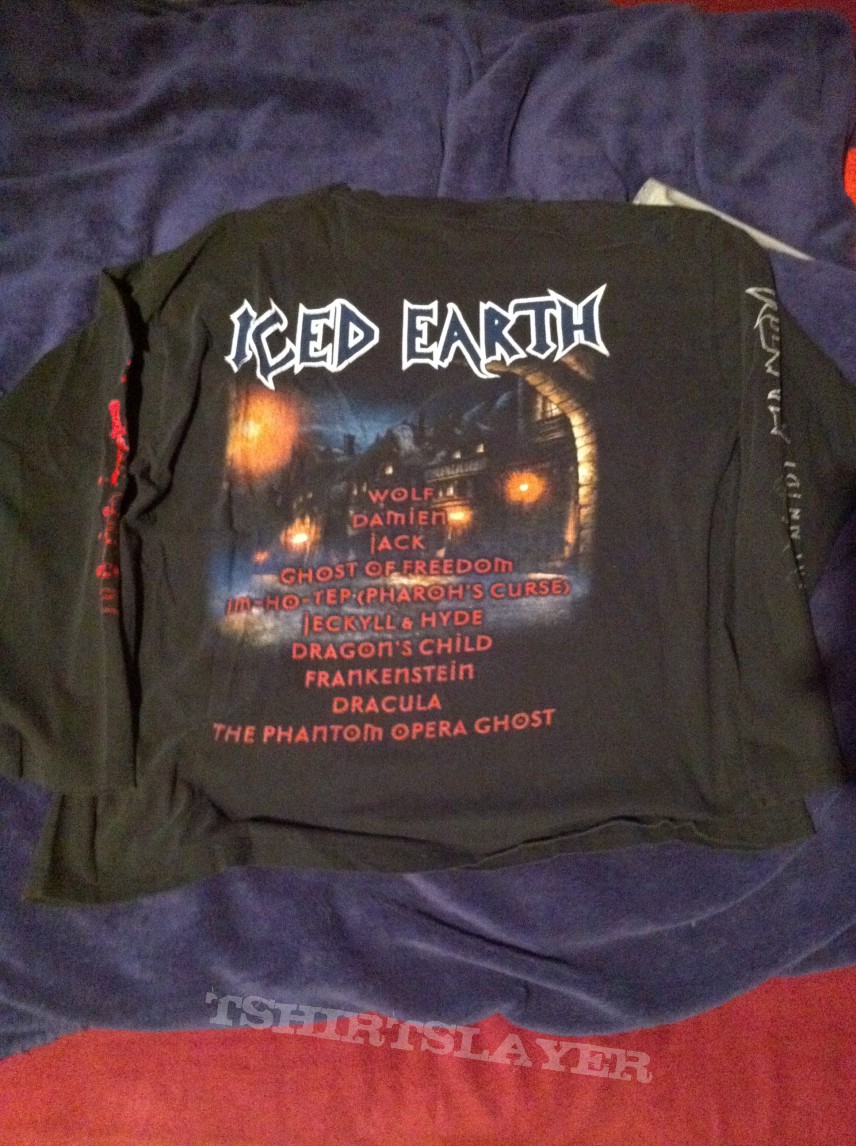 ICED EARTH
WOLF
DAMIEN
JACK
GHOST OF FREEDOM
IM-HO-TEP (PHAROH'S CURSE)
JECKYLL & HYDE
DRAGON'S CHILD
FRANKENSTEIN
DRACULA
THE PHANTOM OPERA GHOST
TSHIRTSLAYER